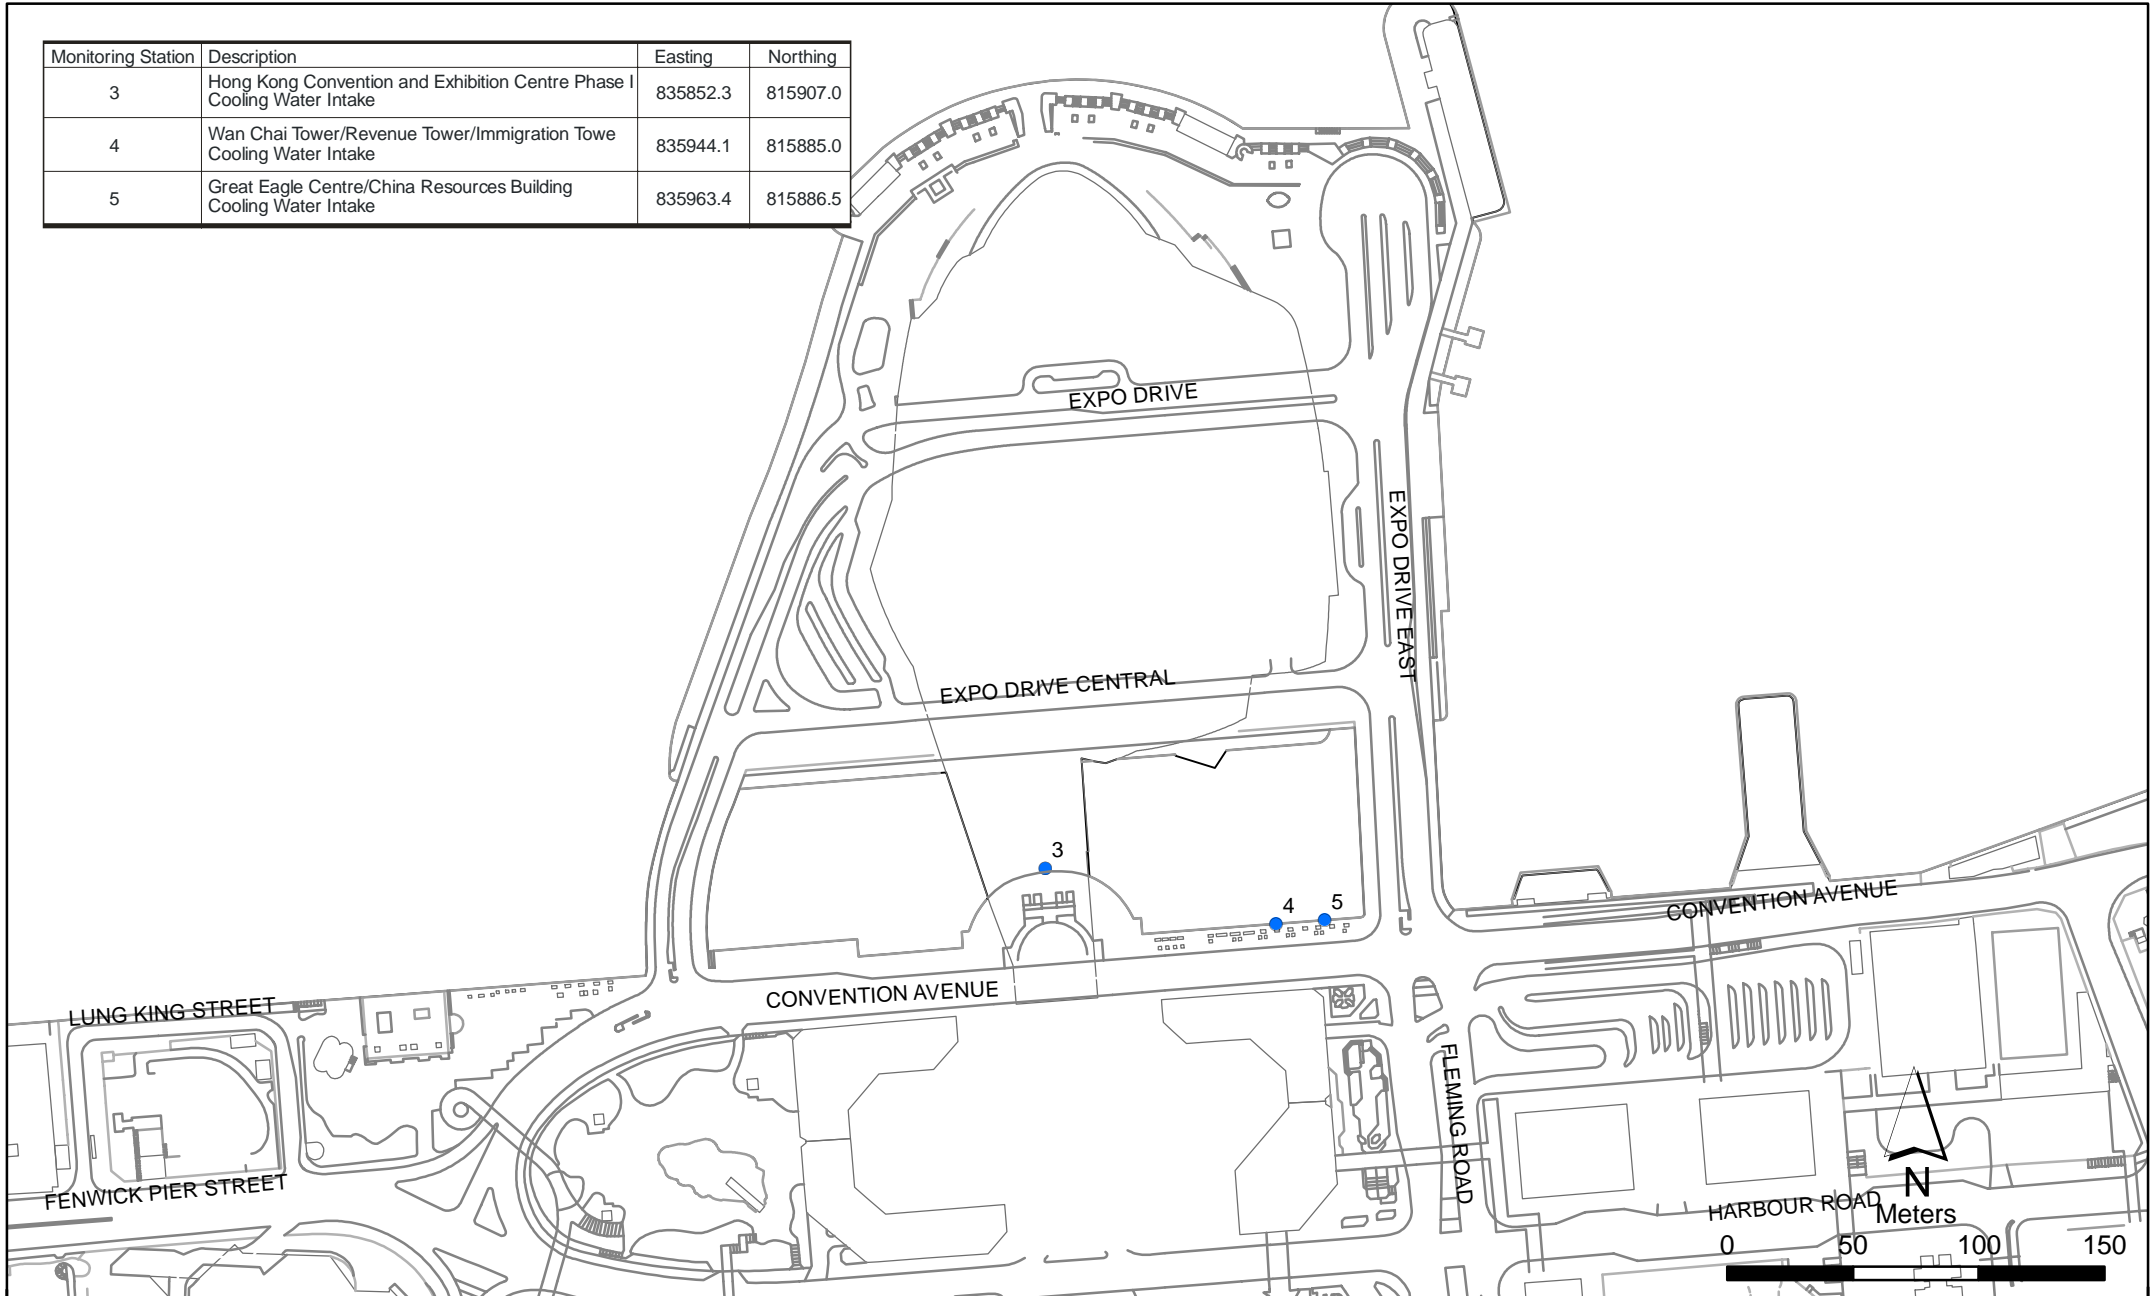 Monitoring Station Description Easting Northing
3 Hong Kong Convention and Exhibition Centre Phase I 835852.3 815907.0
Cooling Water Intake
4 Wan Chai Tower/Revenue Tower/Immigration Towe 835944.1 815885.0
Cooling Water Intake
5 Great Eagle Centre/China Resources Building 835963.4 815886.5
Cooling Water Intake
EXPO DRIVE
EXPO DRIVE EAST
EXPO DRIVE CENTRAL
3
4
5
CONVENTION AVENUE
CONVENTION AVENUE
LUNG KING STREET
FLEMING ROAD
FENWICK PIER STREET
HARBOUR ROAD
N
Meters
0 50 100 150